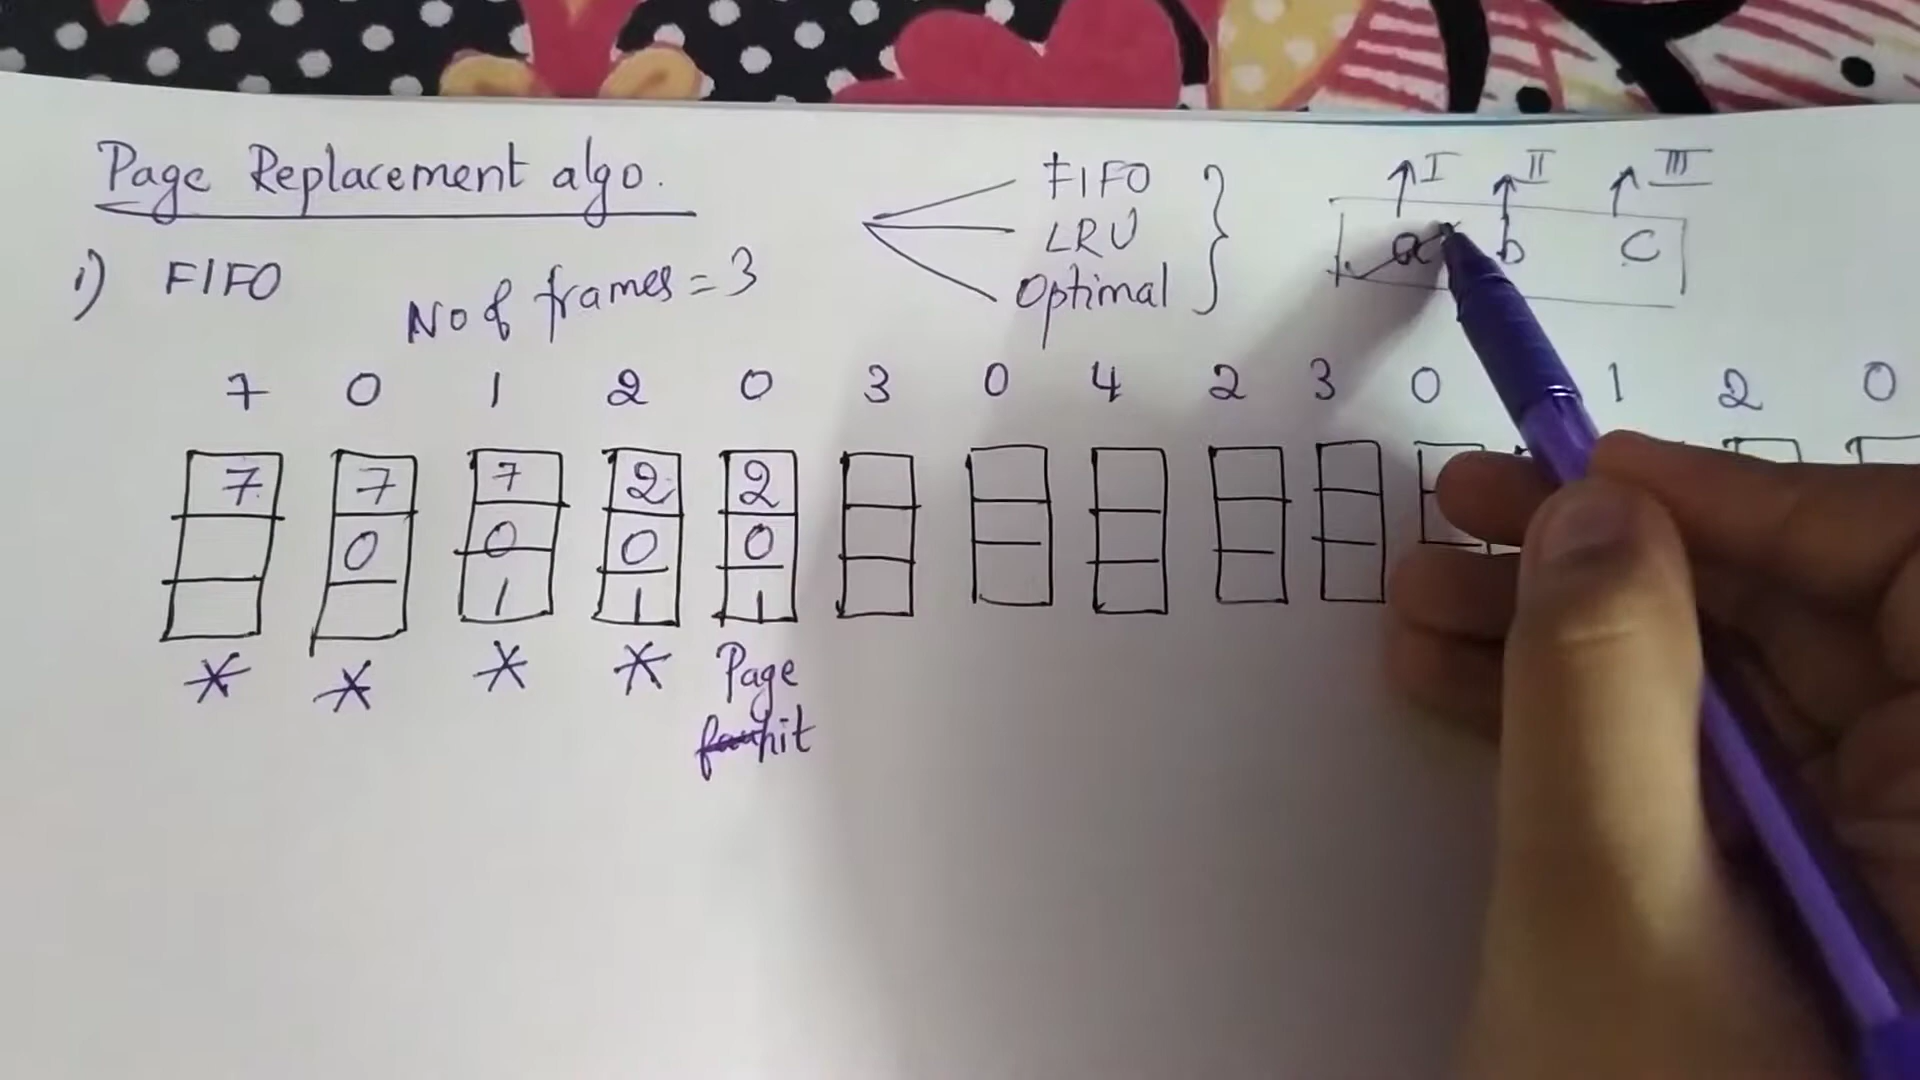 Page Replacement algo.
FIFO
LRU
Optimal
I II III
a b c
1) FIFO
No of frames = 3
7 0 1 2 0 3 0 4 2 3 0 1 2 0
7 7 7 2 2
0 0 0 0
1 1 1
* * * * Page
hit